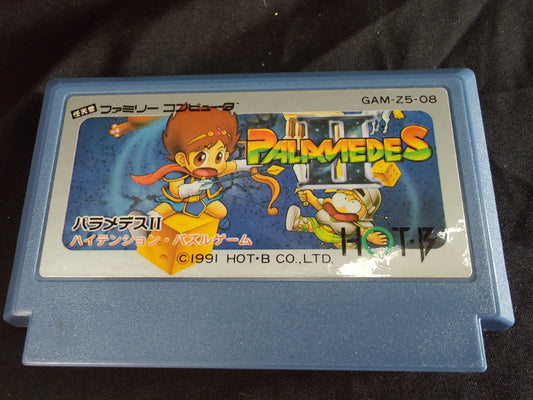 任天堂 ファミリー コンピュータ™
GAM-Z5-08
PALAMEDES
II
パラメデスII
ハイテンション・パズルゲーム
HOT・B
©1991 HOT・B CO.,LTD.